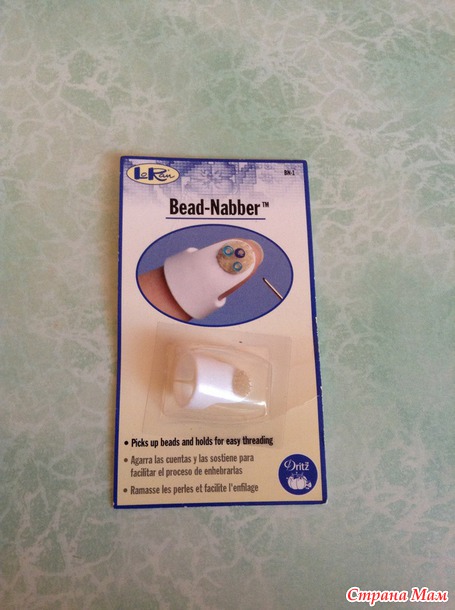 LoRan
BN-1
Bead-Nabber™
• Picks up beads and holds for easy threading
• Agarra las cuentas y las sostiene para
facilitar el proceso de enhebrarlas
• Ramasse les perles et facilite l'enfilage
Dritz
Страна Мам